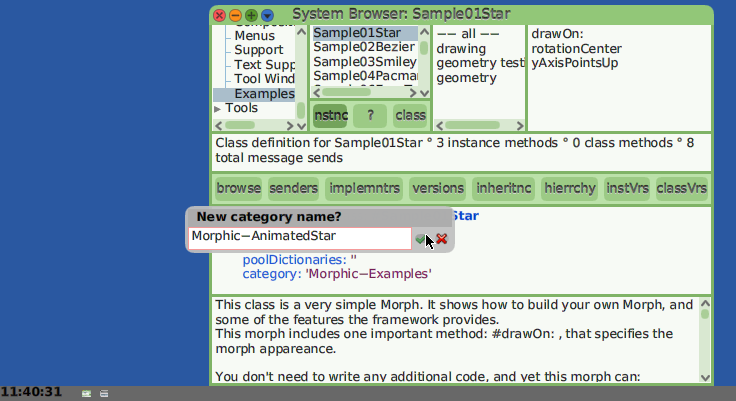 System Browser: Sample01Star
Menus
Support
Text Supp
Tool Wind
Examples
Tools
Sample01Star
Sample02Bezier
Sample03Smiley
Sample04Pacma
-- all --
drawing
geometry testi
geometry
drawOn:
rotationCenter
yAxisPointsUp
nstnc
?
class
Class definition for Sample01Star ° 3 instance methods ° 0 class methods ° 8
total message sends
browse
senders
implemntrs
versions
inheritnc
hierrchy
instVrs
classVrs
New category name?
Morphic−AnimatedStar
Star
poolDictionaries: ''
category: 'Morphic−Examples'
This class is a very simple Morph. It shows how to build your own Morph, and
some of the features the framework provides.
This morph includes one important method: #drawOn: , that specifies the
morph appareance.
You don't need to write any additional code, and yet this morph can:
11:40:31